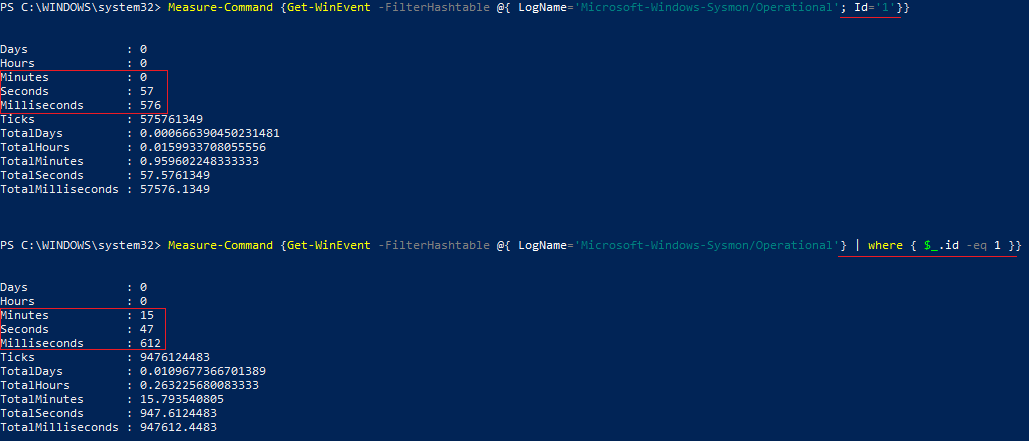 PS C:\WINDOWS\system32> Measure-Command {Get-WinEvent -FilterHashtable @{ LogName='Microsoft-Windows-Sysmon/Operational'; Id='1'}}
Days              : 0
Hours             : 0
Minutes           : 0
Seconds           : 57
Milliseconds      : 576
Ticks             : 575761349
TotalDays         : 0.000666390450231481
TotalHours        : 0.0159933708055556
TotalMinutes      : 0.959602248333333
TotalSeconds      : 57.5761349
TotalMilliseconds : 57576.1349
PS C:\WINDOWS\system32> Measure-Command {Get-WinEvent -FilterHashtable @{ LogName='Microsoft-Windows-Sysmon/Operational'} | where { $_.id -eq 1 }}
Days              : 0
Hours             : 0
Minutes           : 15
Seconds           : 47
Milliseconds      : 612
Ticks             : 9476124483
TotalDays         : 0.0109677366701389
TotalHours        : 0.263225680083333
TotalMinutes      : 15.793540805
TotalSeconds      : 947.6124483
TotalMilliseconds : 947612.4483